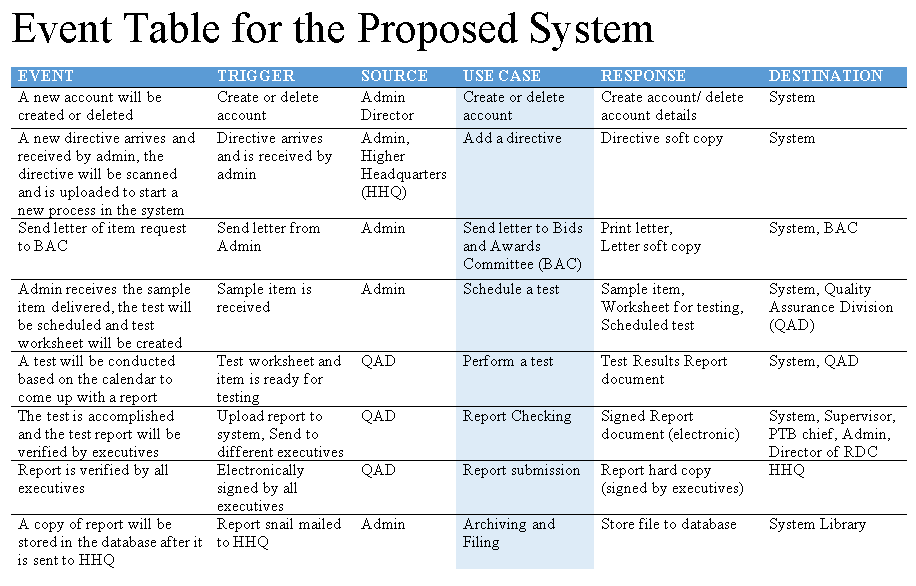 Event Table for the Proposed System
EVENT TRIGGER SOURCE USE CASE RESPONSE DESTINATION
A new account will be Create or delete Admin Create or delete Create account/ delete System
created or deleted account Director account account details
A new directive arrives and Directive arrives Admin, Add a directive Directive soft copy System
received by admin, the and is received by Higher
directive will be scanned admin Headquarters
and is uploaded to start a (HHQ)
new process in the system
Send letter of item request Send letter from Admin Send letter to Bids Print letter, System, BAC
to BAC Admin and Awards Letter soft copy
Committee (BAC)
Admin receives the sample Sample item is Admin Schedule a test Sample item, System, Quality
item delivered, the test will received Worksheet for testing, Assurance Division
be scheduled and test Scheduled test (QAD)
worksheet will be created
A test will be conducted Test worksheet and QAD Perform a test Test Results Report System, QAD
based on the calendar to item is ready for document
come up with a report testing
The test is accomplished Upload report to QAD Report Checking Signed Report System, Supervisor,
and the test report will be system, Send to document (electronic) PTB chief, Admin,
verified by executives different executives Director of RDC
Report is verified by all Electronically QAD Report submission Report hard copy HHQ
executives signed by all (signed by executives)
executives
A copy of report will be Report snail mailed Admin Archiving and Store file to database System Library
stored in the database after it to HHQ Filing
is sent to HHQ